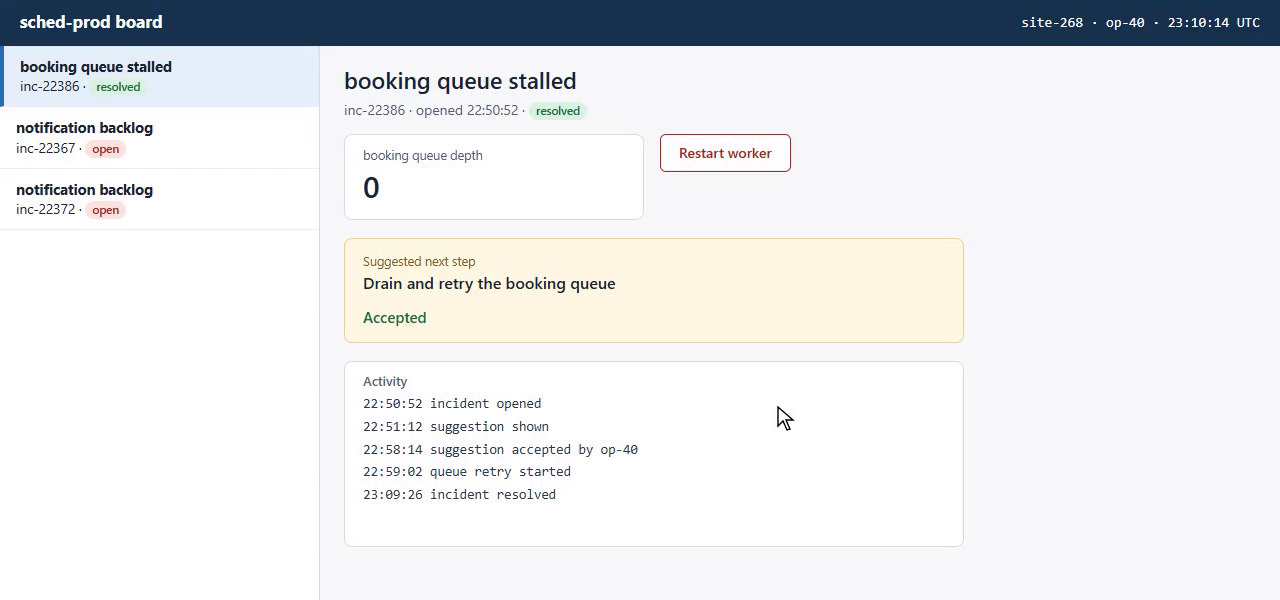 sched-prod board
site-268 · op-40 · 23:10:14 UTC
booking queue stalled
inc-22386 · resolved
notification backlog
inc-22367 · open
notification backlog
inc-22372 · open
booking queue stalled
inc-22386 · opened 22:50:52 · resolved
booking queue depth
0
Restart worker
Suggested next step
Drain and retry the booking queue
Accepted
Activity
22:50:52 incident opened
22:51:12 suggestion shown
22:58:14 suggestion accepted by op-40
22:59:02 queue retry started
23:09:26 incident resolved